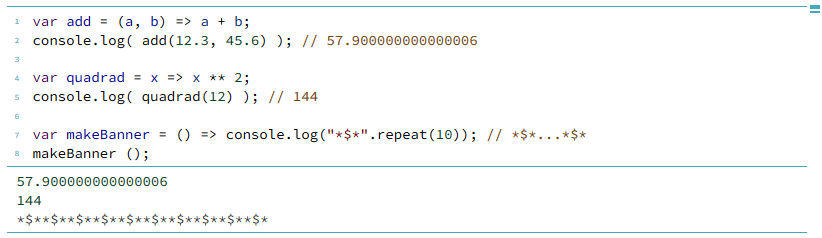 1 var add = (a, b) => a + b;
2 console.log( add(12.3, 45.6) ); // 57.900000000000006
3
4 var quadrad = x => x ** 2;
5 console.log( quadrad(12) ); // 144
6
7 var makeBanner = () => console.log("*$*".repeat(10)); // *$*...*$*
8 makeBanner ();
57.900000000000006
144
*$**$**$**$**$**$**$**$**$**$*